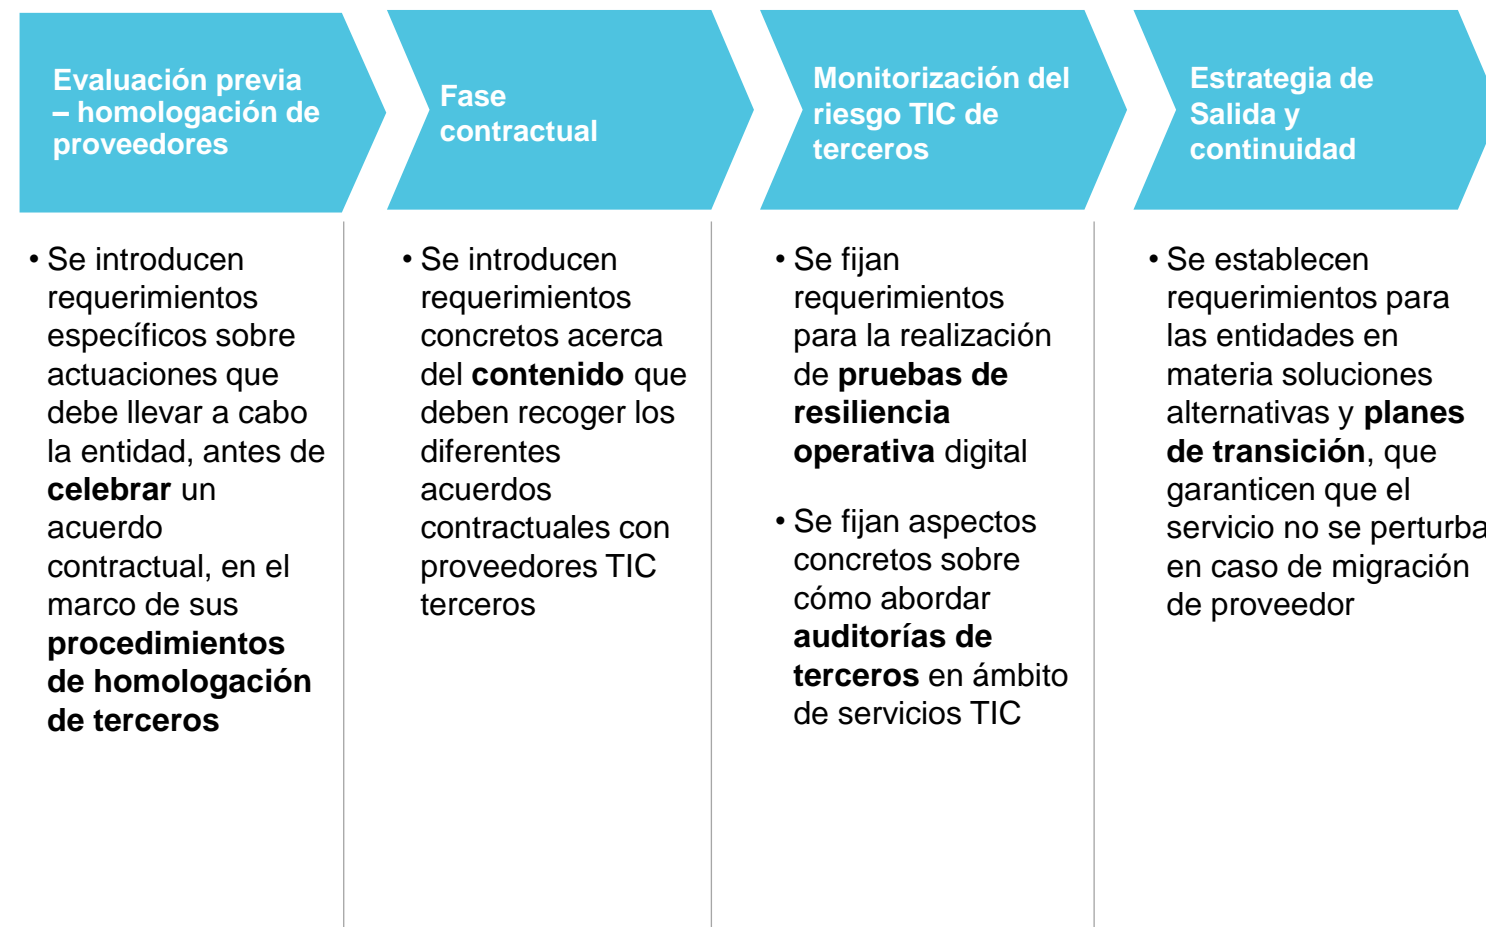 Evaluación previa
– homologación de
proveedores
Fase
contractual
Monitorización del
riesgo TIC de
terceros
Estrategia de
Salida y
continuidad
• Se introducen
requerimientos
específicos sobre
actuaciones que
debe llevar a cabo
la entidad, antes de
celebrar un
acuerdo
contractual, en el
marco de sus
procedimientos
de homologación
de terceros
• Se introducen
requerimientos
concretos acerca
del contenido que
deben recoger los
diferentes
acuerdos
contractuales con
proveedores TIC
terceros
• Se fijan
requerimientos
para la realización
de pruebas de
resiliencia
operativa digital
• Se fijan aspectos
concretos sobre
cómo abordar
auditorías de
terceros en ámbito
de servicios TIC
• Se establecen
requerimientos para
las entidades en
materia soluciones
alternativas y planes
de transición, que
garanticen que el
servicio no se perturba
en caso de migración
de proveedor